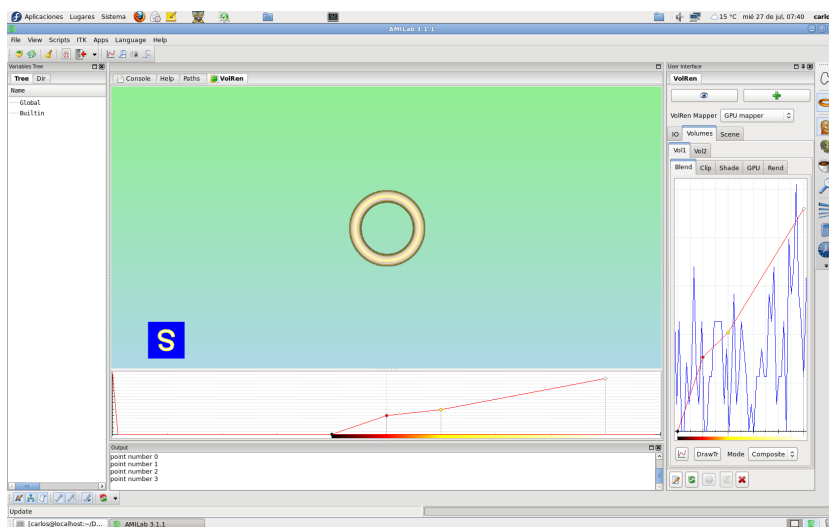 Aplicaciones Lugares Sistema
15 °C mié 27 de jul, 07:40 carlo
AMILab 3.1.1
File View Scripts ITK Apps Language Help
Variables Tree
User Interface
Tree Dir
Console Help Paths VolRen
VolRen
Name
Global
Builtin
VolRen Mapper GPU mapper
IO Volumes Scene
Vol1 Vol2
Blend Clip Shade GPU Rend
S
Output
point number 0
point number 1
point number 2
point number 3
DrawTr Mode Composite
Update
[carlos@localhost:~/D... AMILab 3.1.1